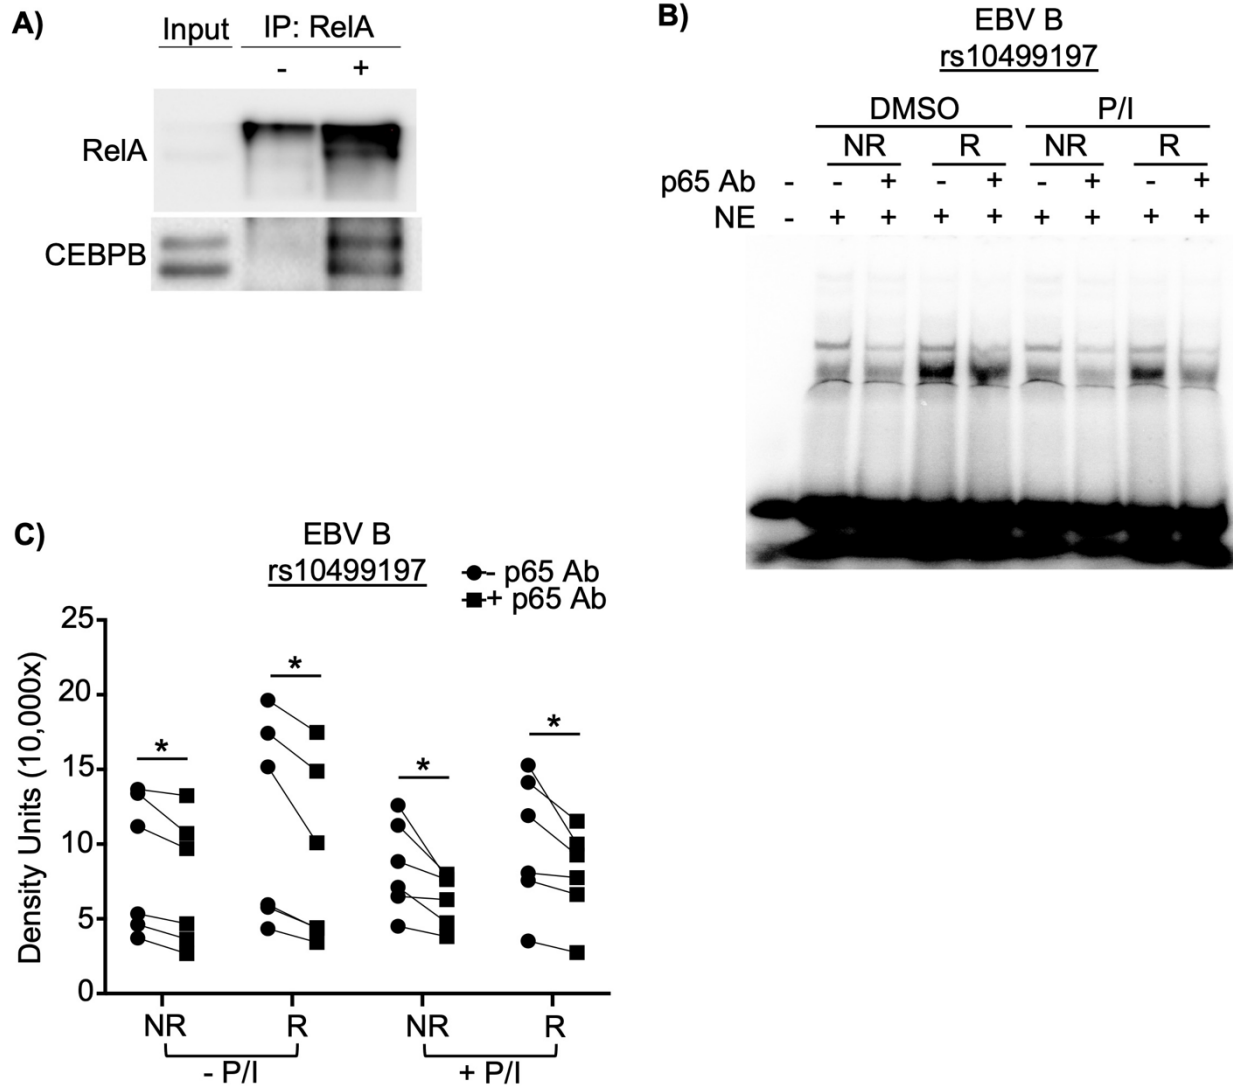 A)
Input IP: RelA
- +
RelA
CEBPB
B)
EBV B
rs10499197
DMSO P/I
NR R NR R
p65 Ab - - + - + - + - +
NE - + + + + + + + +
C)
EBV B
rs10499197
- p65 Ab
+ p65 Ab
Density Units (10,000x)
25
20
15
10
5
0
* * * *
NR R NR R
- P/I + P/I